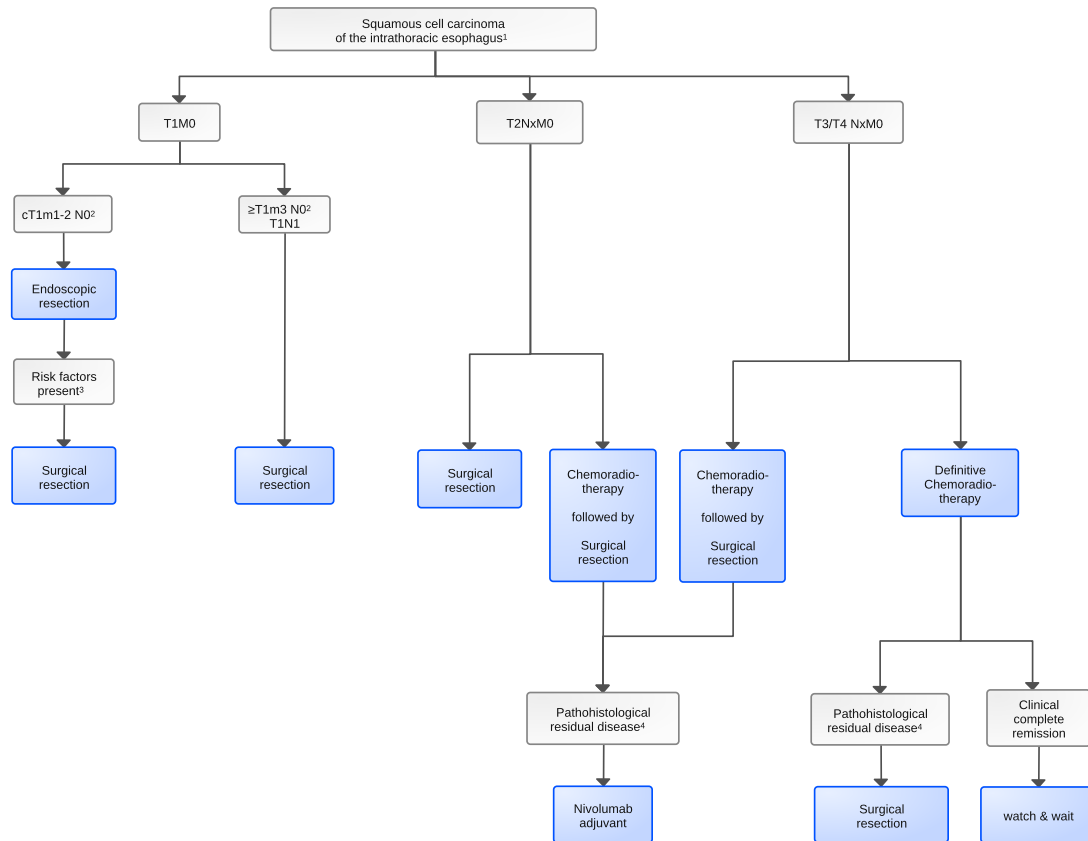 Squamous cell carcinoma
of the intrathoracic esophagus¹
T1M0
T2NxM0
T3/T4 NxM0
cT1m1-2 N0²
≥T1m3 N0²
T1N1
Endoscopic
resection
Risk factors
present³
Surgical
resection
Surgical
resection
Surgical
resection
Chemoradio-
therapy
followed by
Surgical
resection
Chemoradio-
therapy
followed by
Surgical
resection
Definitive
Chemoradio-
therapy
Pathohistological
residual disease⁴
Pathohistological
residual disease⁴
Clinical
complete
remission
Nivolumab
adjuvant
Surgical
resection
watch & wait